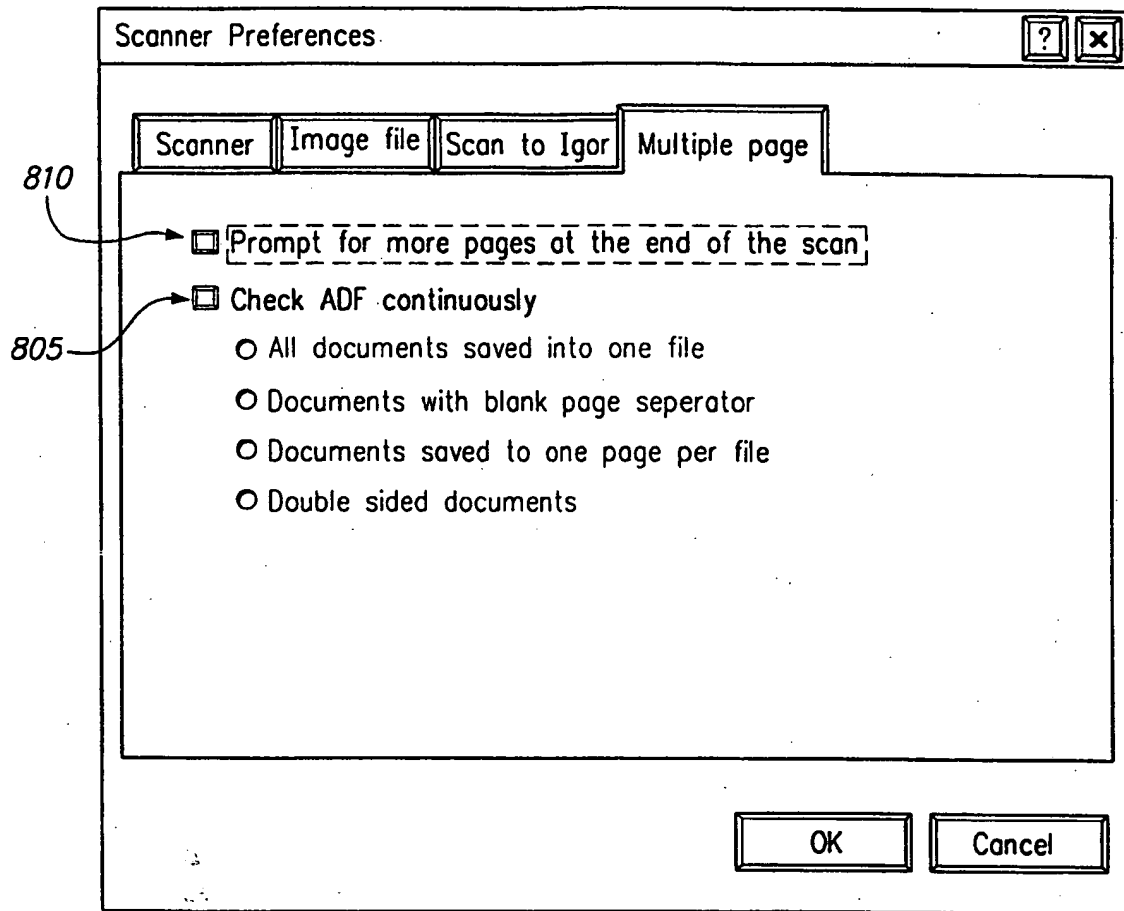 Scanner Preferences
?
Scanner
Image file
Scan to Igor
Multiple page
810
Prompt for more pages at the end of the scan
805
Check ADF continuously
All documents saved into one file
Documents with blank page seperator
Documents saved to one page per file
Double sided documents
OK
Cancel